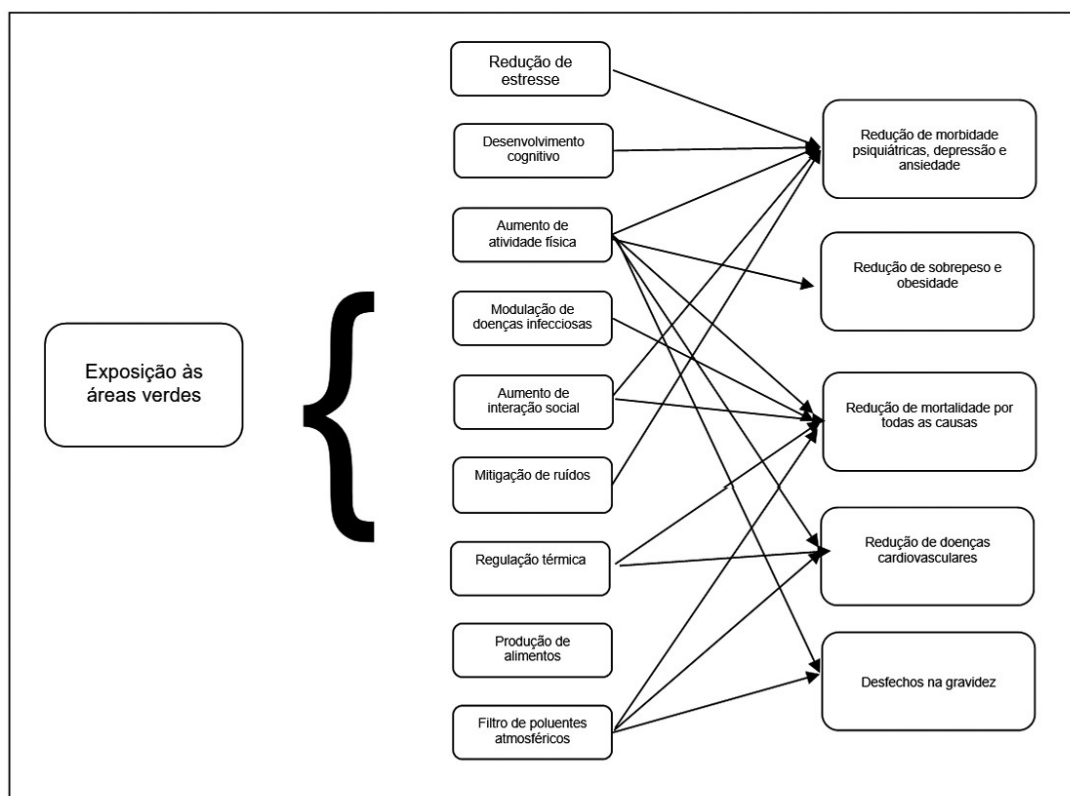 Exposição às
áreas verdes
Redução de
estresse
Desenvolvimento
cognitivo
Aumento de
atividade física
Modulação de
doenças infecciosas
Aumento de
interação social
Mitigação de ruídos
Regulação térmica
Produção de
alimentos
Filtro de poluentes
atmosféricos
Redução de morbidade
psiquiátricas, depressão e
ansiedade
Redução de sobrepeso e
obesidade
Redução de mortalidade por
todas as causas
Redução de doenças
cardiovasculares
Desfechos na gravidez